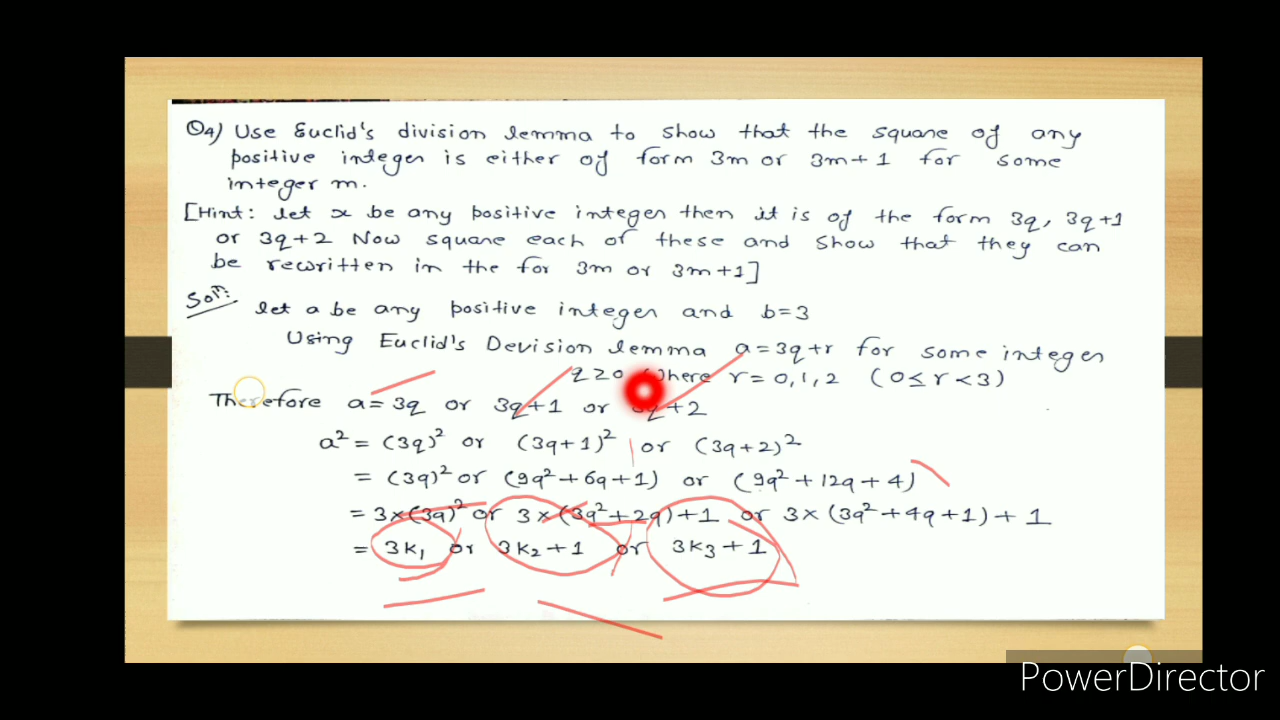 Q4) Use Euclid's division lemma to show that the square of any
positive integer is either of form 3m or 3m+1 for some
integer m.
[Hint: let x be any positive integer then it is of the form 3q, 3q+1
or 3q+2 Now square each of these and show that they can
be rewritten in the for 3m or 3m+1]
Soln
let a be any positive integer and b=3
Using Euclid's Devision lemma a=3q+r for some integer
q≥0 where r=0,1,2 (0≤r<3)
Therefore a=3q or 3q+1 or 3q+2
a²= (3q)² or (3q+1)² or (3q+2)²
= (3q)² or (9q²+6q+1) or (9q²+12q+4)
= 3×(3q)² or 3×(3q²+2q)+1 or 3×(3q²+4q+1)+1
= 3k₁ or 3k₂+1 or 3k₃+1
PowerDirector